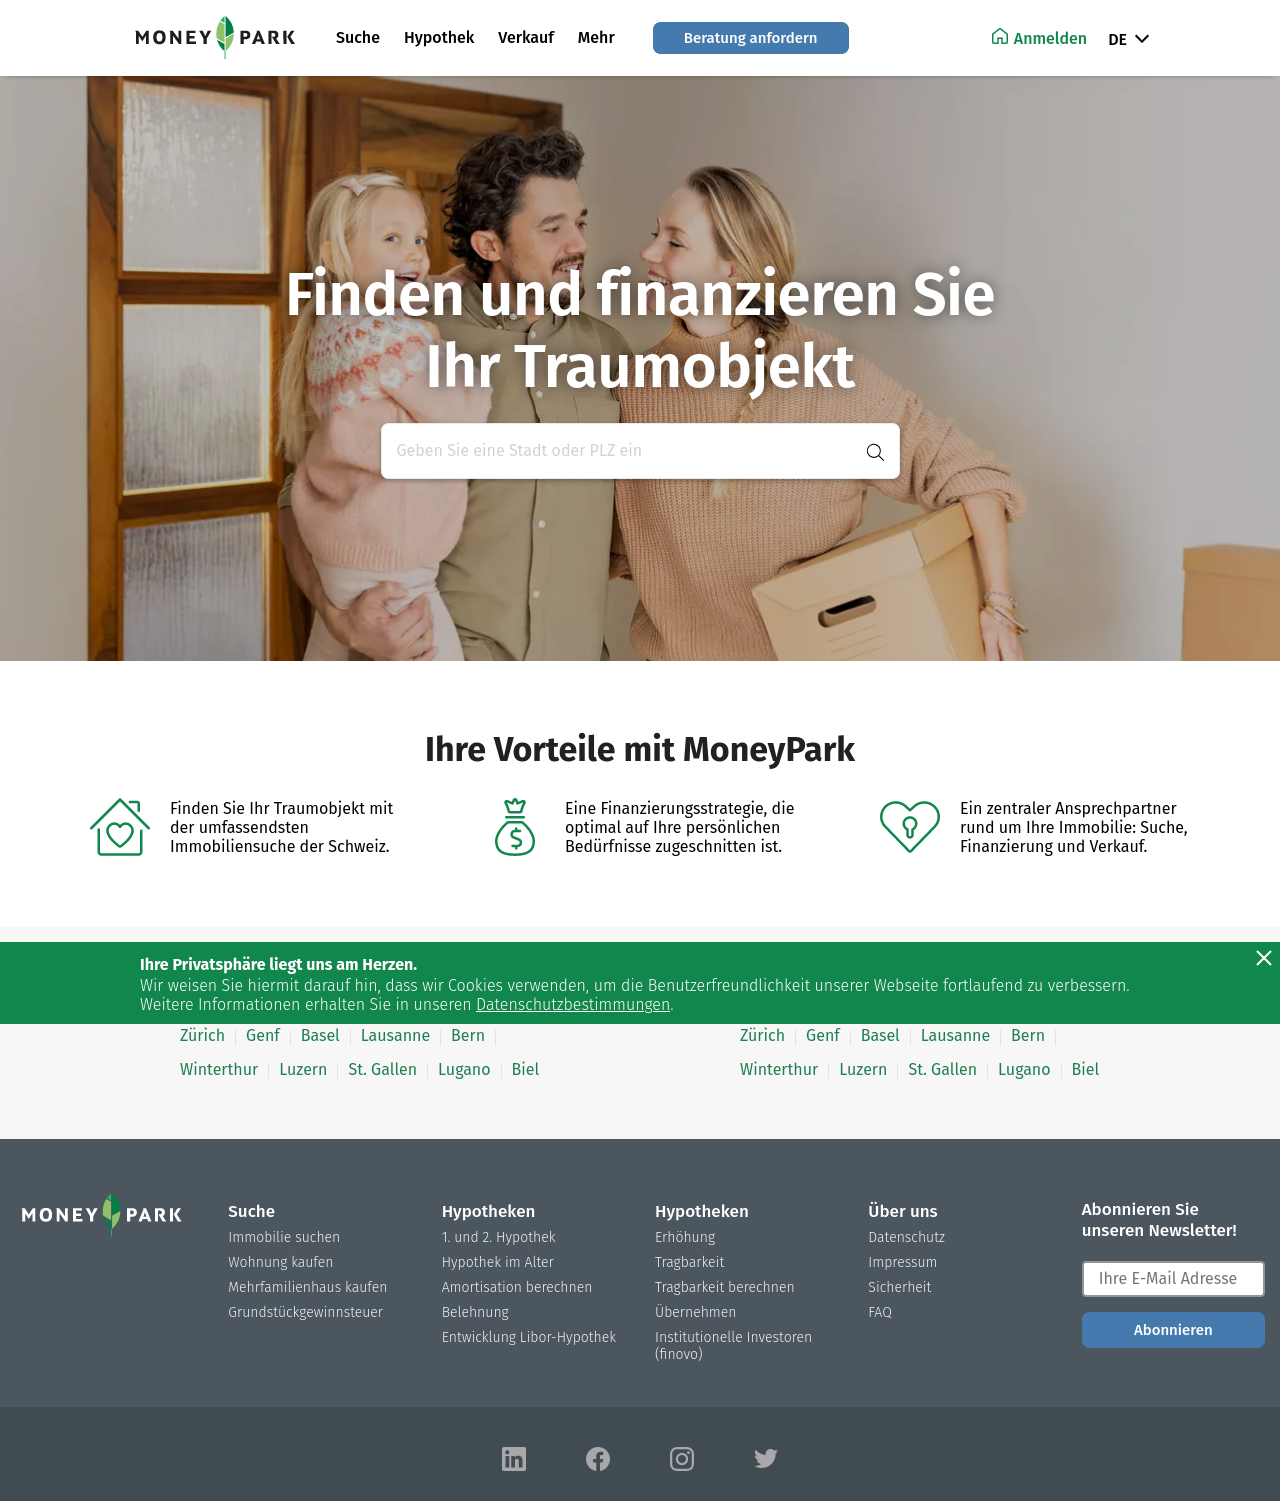 MONEY PARK
Suche Hypothek Verkauf Mehr
Beratung anfordern
Anmelden
DE
Finden und finanzieren Sie
Ihr Traumobjekt
Geben Sie eine Stadt oder PLZ ein
Ihre Vorteile mit MoneyPark
Finden Sie Ihr Traumobjekt mit
der umfassendsten
Immobiliensuche der Schweiz.
Eine Finanzierungsstrategie, die
optimal auf Ihre persönlichen
Bedürfnisse zugeschnitten ist.
Ein zentraler Ansprechpartner
rund um Ihre Immobilie: Suche,
Finanzierung und Verkauf.
Ihre Privatsphäre liegt uns am Herzen.
Wir weisen Sie hiermit darauf hin, dass wir Cookies verwenden, um die Benutzerfreundlichkeit unserer Webseite fortlaufend zu verbessern.
Weitere Informationen erhalten Sie in unseren Datenschutzbestimmungen.
Zürich Genf Basel Lausanne Bern
Winterthur Luzern St. Gallen Lugano Biel
Zürich Genf Basel Lausanne Bern
Winterthur Luzern St. Gallen Lugano Biel
MONEY PARK
Suche
Immobilie suchen
Wohnung kaufen
Mehrfamilienhaus kaufen
Grundstückgewinnsteuer
Hypotheken
1. und 2. Hypothek
Hypothek im Alter
Amortisation berechnen
Belehnung
Entwicklung Libor-Hypothek
Hypotheken
Erhöhung
Tragbarkeit
Tragbarkeit berechnen
Übernehmen
Institutionelle Investoren
(finovo)
Über uns
Datenschutz
Impressum
Sicherheit
FAQ
Abonnieren Sie
unseren Newsletter!
Ihre E-Mail Adresse
Abonnieren